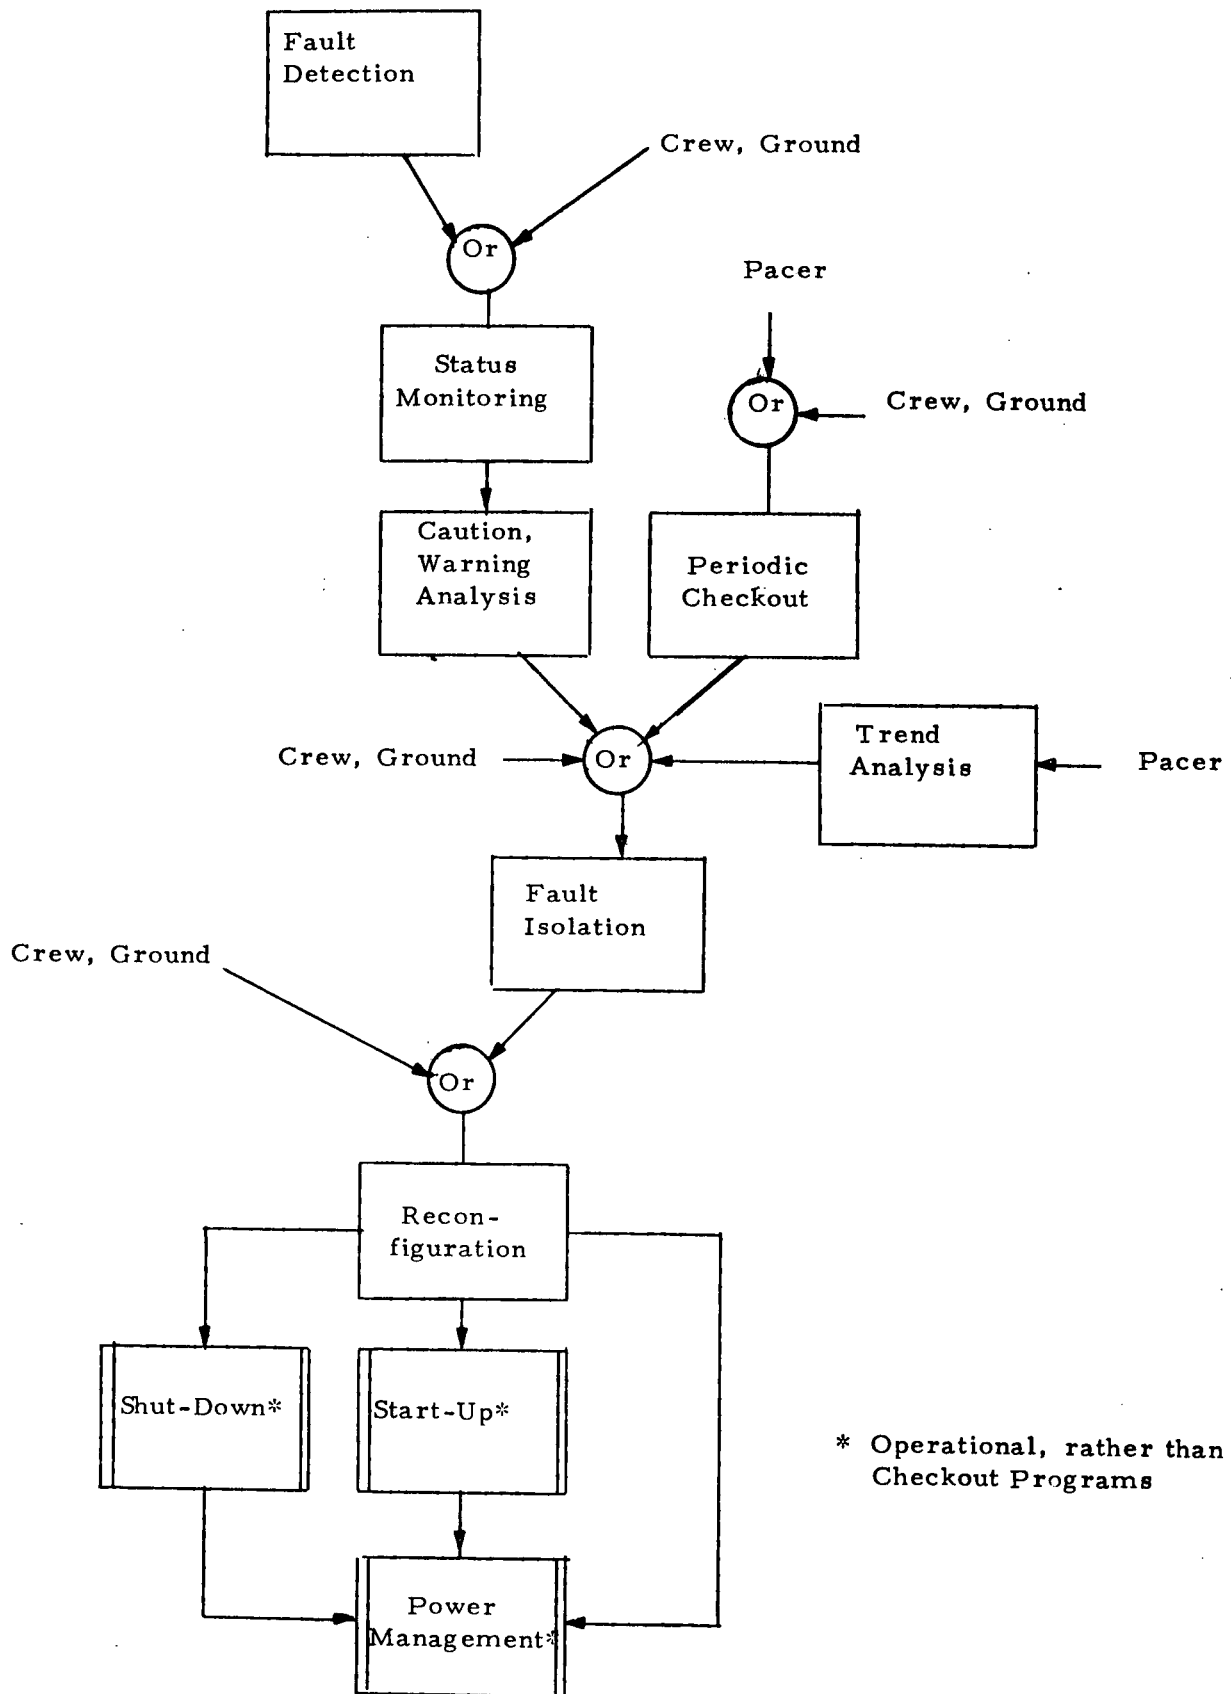 Fault
Detection
Crew, Ground
Or
Pacer
Status
Monitoring
Or
Crew, Ground
Caution,
Warning
Analysis
Periodic
Checkout
Crew, Ground
Or
Trend
Analysis
Pacer
Fault
Isolation
Crew, Ground
Or
Recon-
figuration
Shut-Down*
Start-Up*
* Operational, rather than
Checkout Programs
Power
Management*